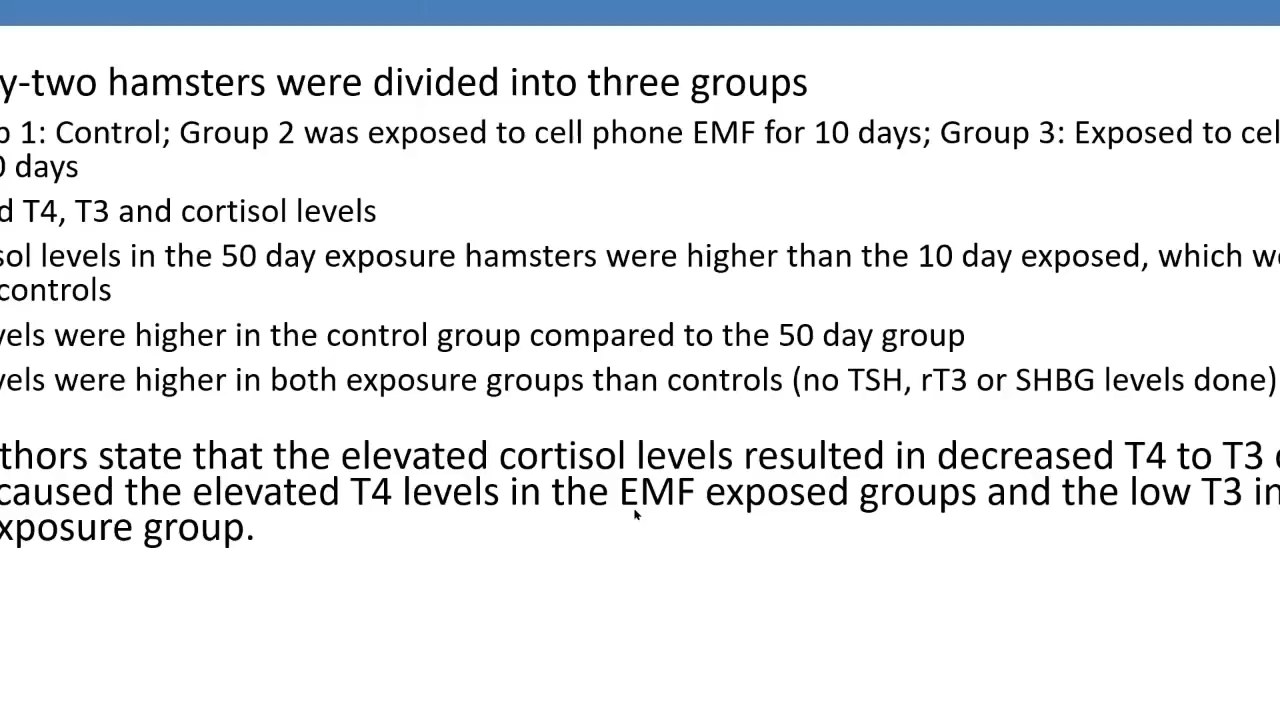 y-two hamsters were divided into three groups
p 1: Control; Group 2 was exposed to cell phone EMF for 10 days; Group 3: Exposed to cel
0 days
d T4, T3 and cortisol levels
sol levels in the 50 day exposure hamsters were higher than the 10 day exposed, which we
controls
vels were higher in the control group compared to the 50 day group
vels were higher in both exposure groups than controls (no TSH, rT3 or SHBG levels done)
thors state that the elevated cortisol levels resulted in decreased T4 to T3 c
caused the elevated T4 levels in the EMF exposed groups and the low T3 in
xposure group.